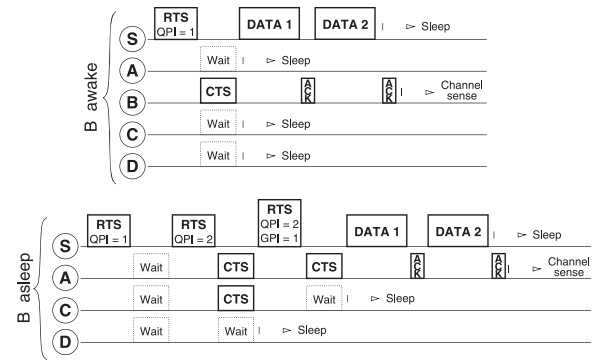 B awake
RTS
QPI = 1
DATA 1
DATA 2
Sleep
S
Wait
Sleep
A
CTS
ACK
ACK
Channel
sense
B
Wait
Sleep
C
Wait
Sleep
D
B asleep
RTS
QPI = 1
RTS
QPI = 2
RTS
QPI = 2
GPI = 1
DATA 1
DATA 2
Sleep
S
Wait
CTS
CTS
ACK
ACK
Channel
sense
A
Wait
CTS
Wait
Sleep
C
Wait
Wait
Sleep
D